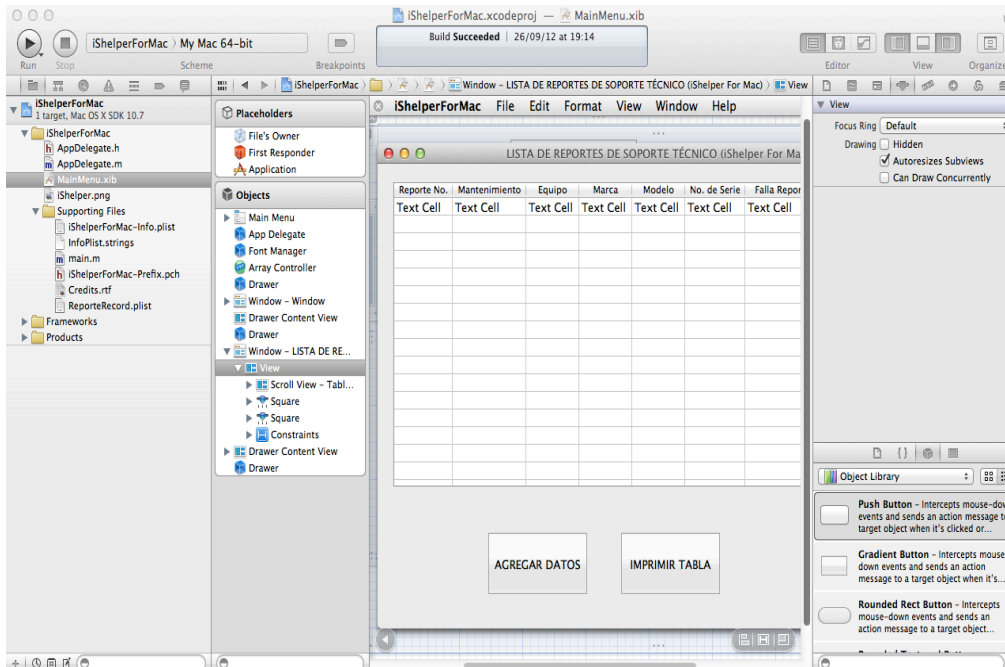 iShelperForMac.xcodeproj — MainMenu.xib
Run Stop
iShelperForMac My Mac 64-bit
Scheme
Breakpoints
Build Succeeded | 26/09/12 at 19:14
Editor
View
Organize
iShelperForMac
Window - LISTA DE REPORTES DE SOPORTE TÉCNICO (iShelper For Mac)
View
iShelperForMac
1 target, Mac OS X SDK 10.7
iShelperForMac
AppDelegate.h
AppDelegate.m
MainMenu.xib
iShelper.png
Supporting Files
iShelperForMac-Info.plist
InfoPlist.strings
main.m
iShelperForMac-Prefix.pch
Credits.rtf
ReporteRecord.plist
Frameworks
Products
Placeholders
File's Owner
First Responder
Application
Objects
Main Menu
App Delegate
Font Manager
Array Controller
Drawer
Window - Window
Drawer Content View
Drawer
Window - LISTA DE RE...
View
Scroll View - Tabl...
Square
Square
Constraints
Drawer Content View
Drawer
iShelperForMac File Edit Format View Window Help
LISTA DE REPORTES DE SOPORTE TÉCNICO (iShelper For Ma
Reporte No. Mantenimiento Equipo Marca Modelo No. de Serie Falla Repor
Text Cell Text Cell Text Cell Text Cell Text Cell Text Cell Text Cell
AGREGAR DATOS
IMPRIMIR TABLA
View
Focus Ring Default
Drawing Hidden
Autoresizes Subviews
Can Draw Concurrently
Object Library
Push Button - Intercepts mouse-dow
events and sends an action message t
target object when it's clicked or...
Gradient Button - Intercepts mouse
down events and sends an action
message to a target object when it's...
Rounded Rect Button - Intercepts
mouse-down events and sends an
action message to a target object...